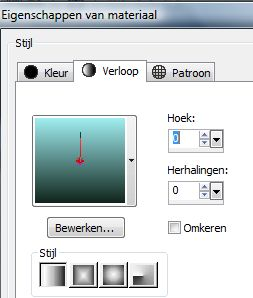 Eigenschappen van materiaal
Stijl
Kleur Verloop Patroon
Hoek:
0
Herhalingen:
0
Bewerken... Omkeren
Stijl